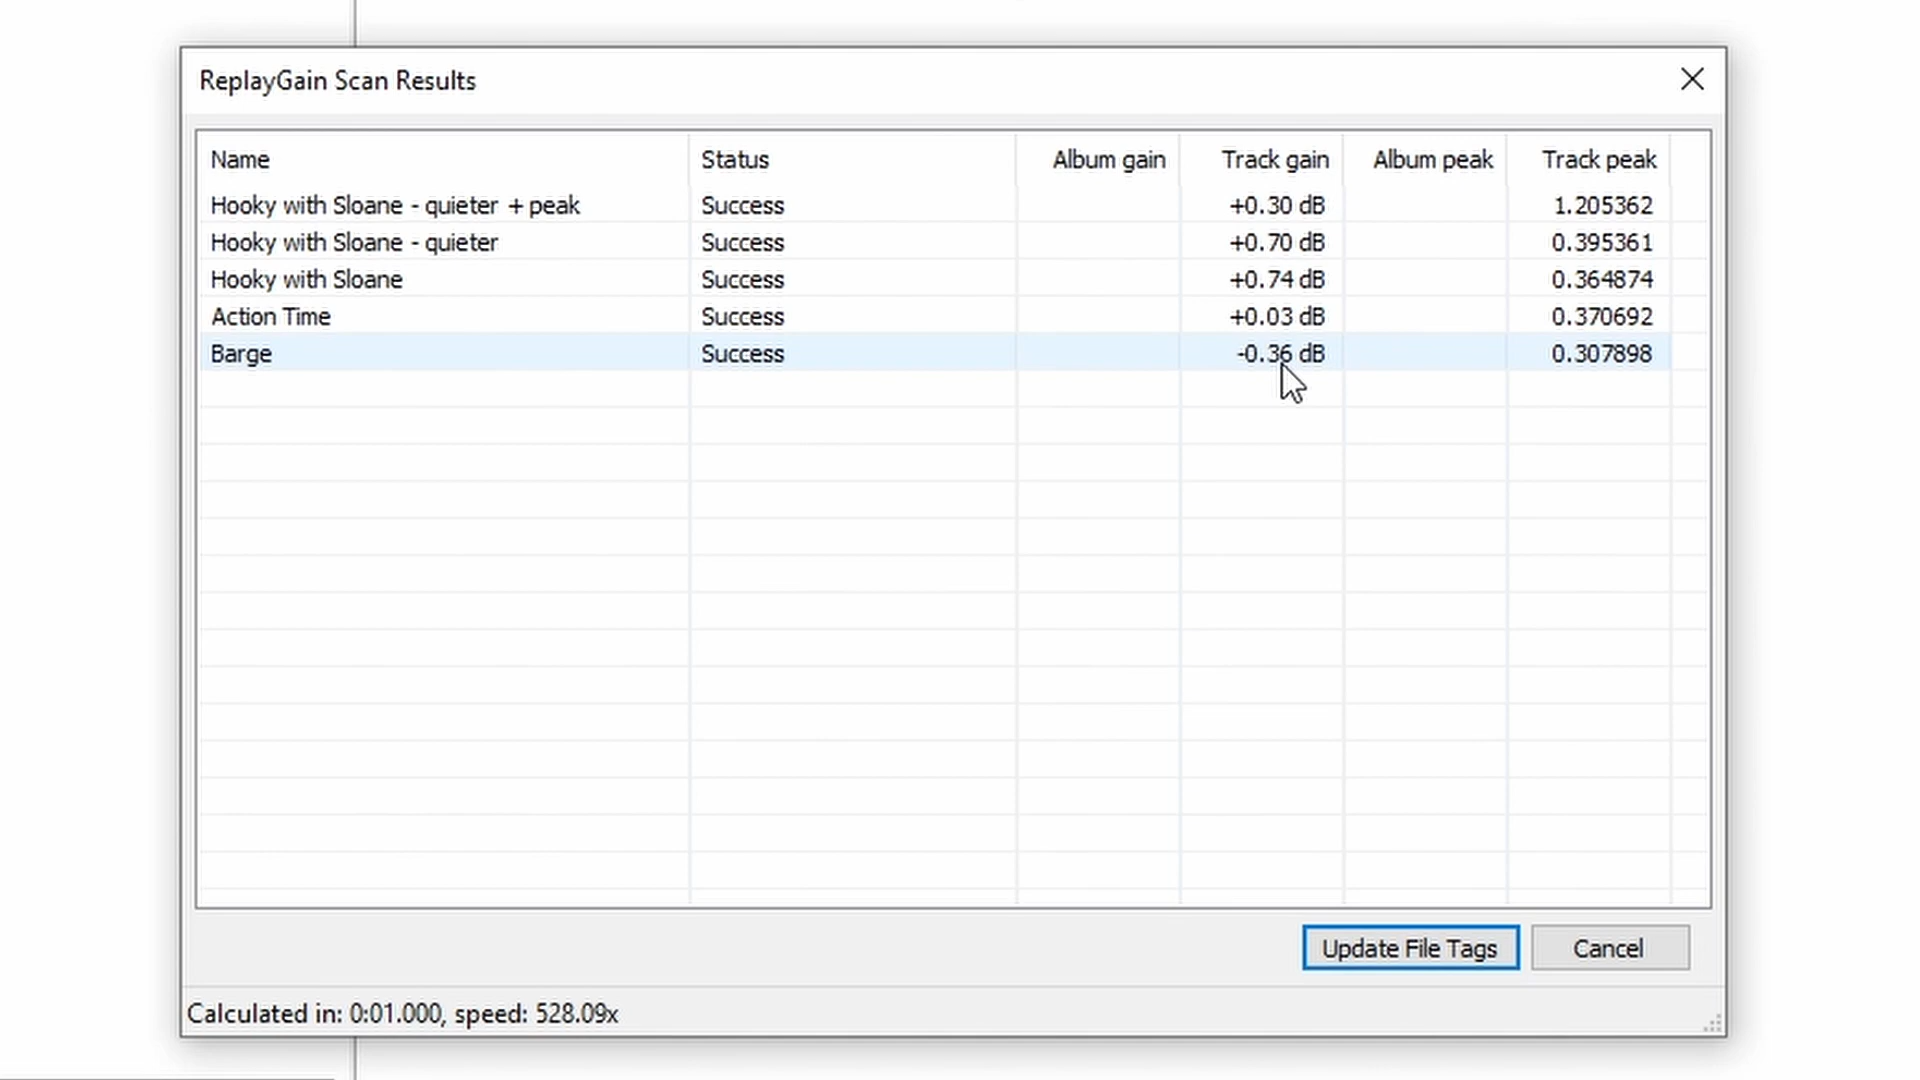 ReplayGain Scan Results
Name Status Album gain Track gain Album peak Track peak
Hooky with Sloane - quieter + peak Success +0.30 dB 1.205362
Hooky with Sloane - quieter Success +0.70 dB 0.395361
Hooky with Sloane Success +0.74 dB 0.364874
Action Time Success +0.03 dB 0.370692
Barge Success -0.36 dB 0.307898
Update File Tags Cancel
Calculated in: 0:01.000, speed: 528.09x